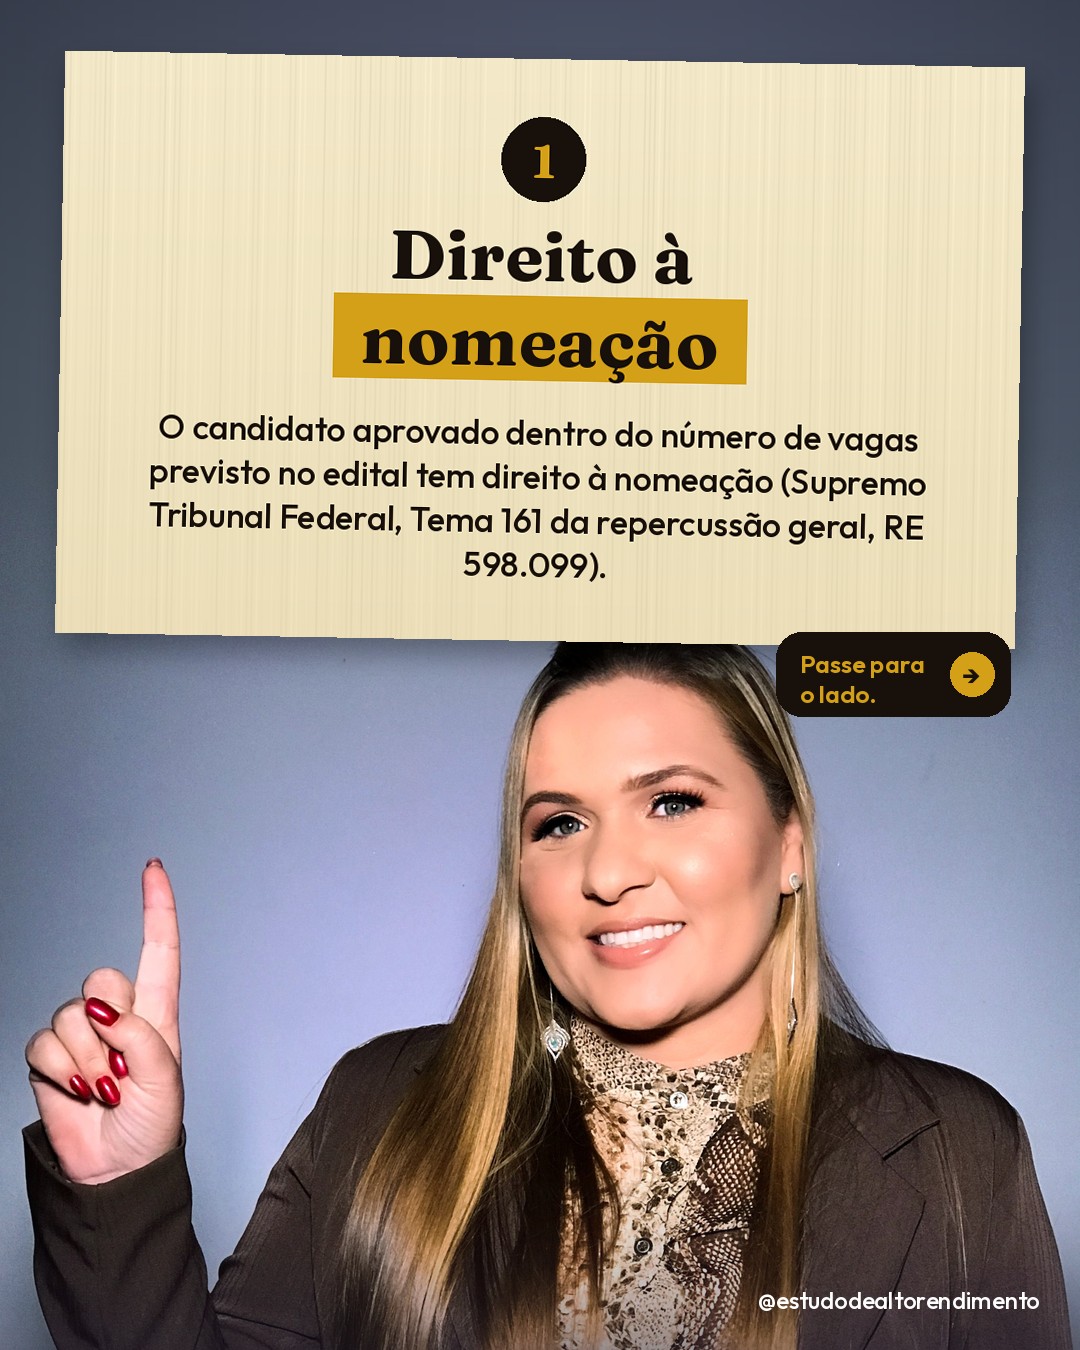 1
Direito à
nomeação
O candidato aprovado dentro do número de vagas
previsto no edital tem direito à nomeação (Supremo
Tribunal Federal, Tema 161 da repercussão geral, RE
598.099).
Passe para
o lado.
@estudodealtorendimento